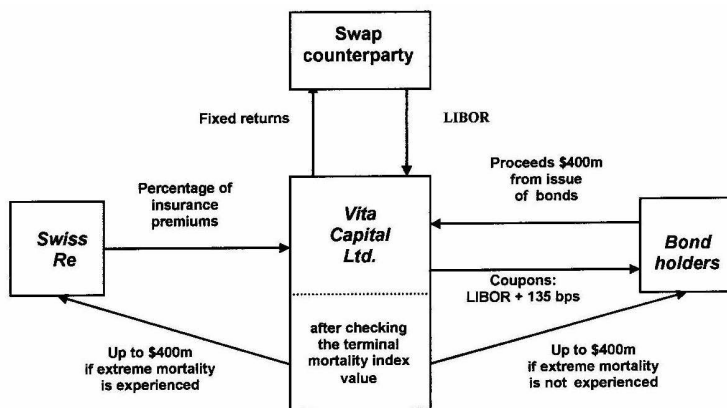 Swap
counterparty
Fixed returns
LIBOR
Proceeds $400m
from issue
of bonds
Percentage of
insurance
premiums
Swiss
Re
Vita
Capital
Ltd.
Bond
holders
Coupons:
LIBOR + 135 bps
after checking
the terminal
mortality index
value
Up to $400m
if extreme mortality
is experienced
Up to $400m
if extreme mortality
is not experienced